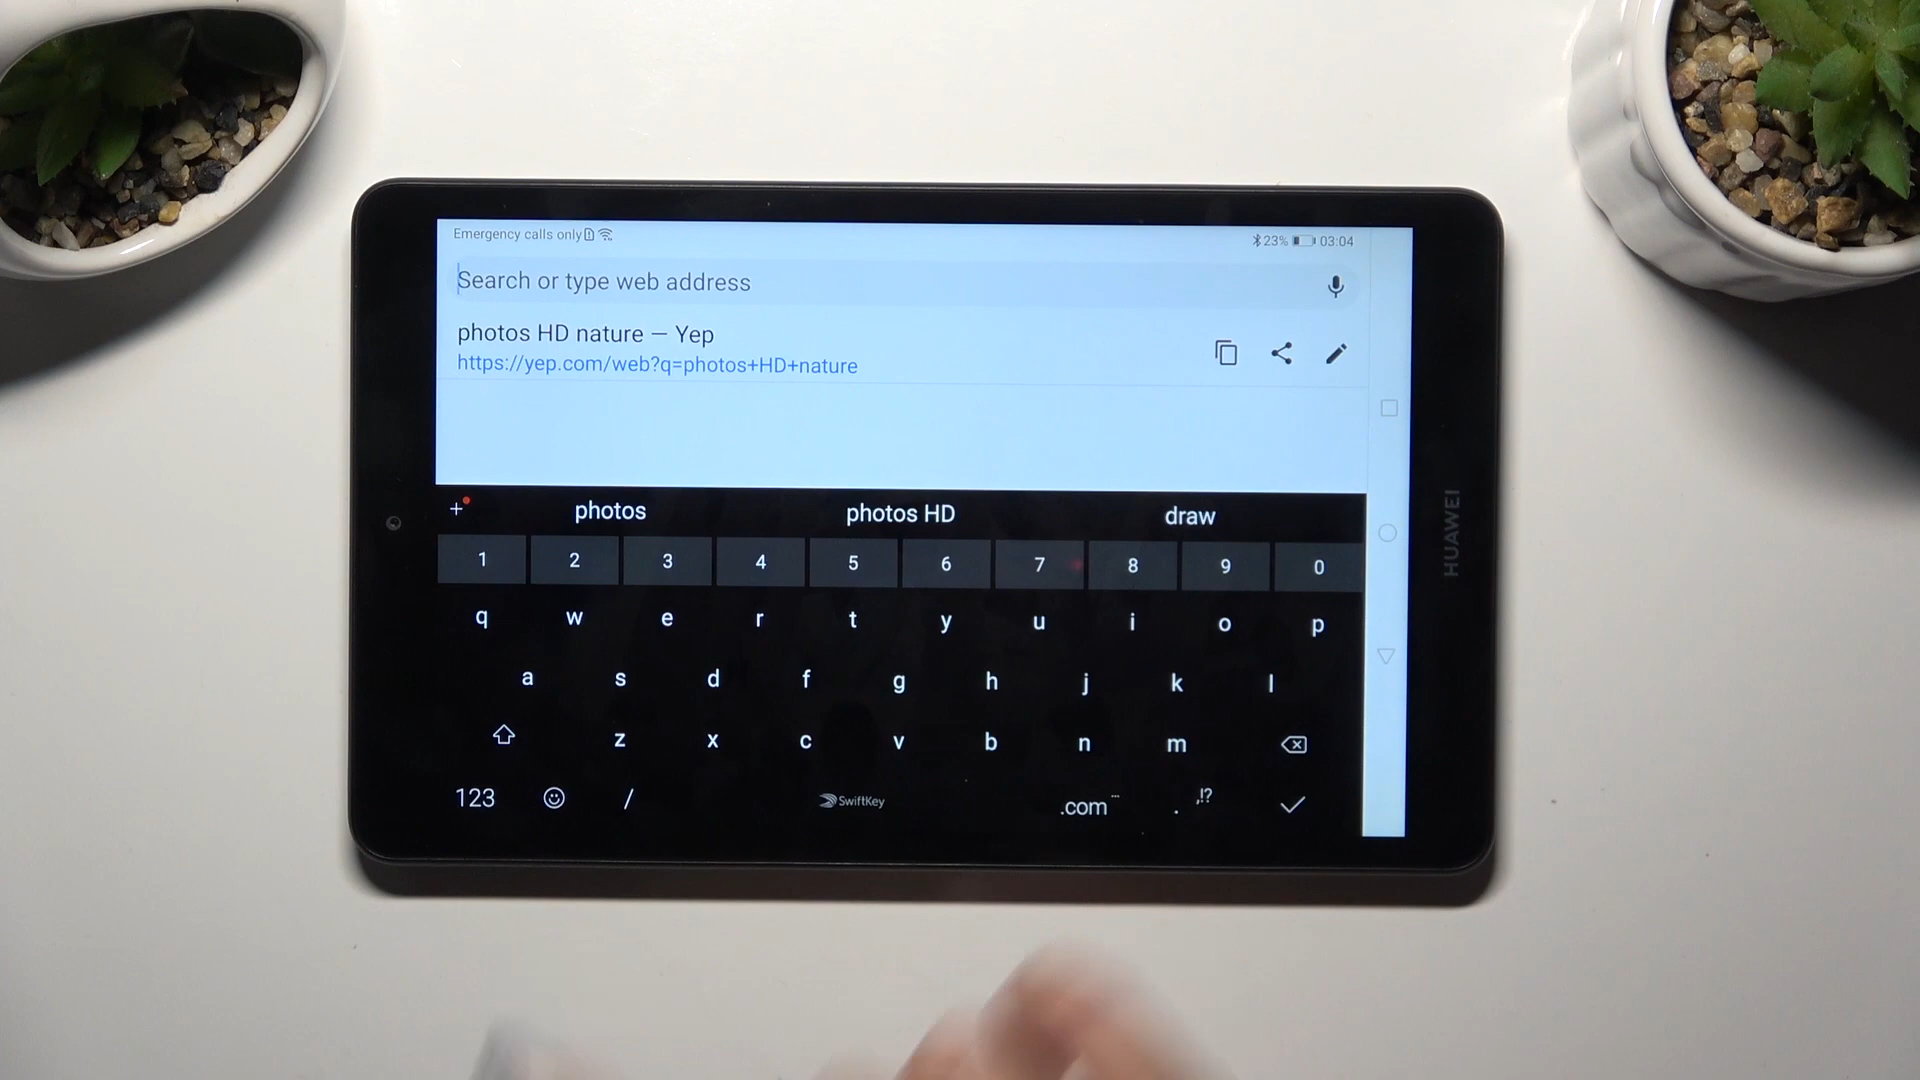 Emergency calls only
23% 03:04
Search or type web address
photos HD nature — Yep
https://yep.com/web?q=photos+HD+nature
+ photos photos HD draw
1 2 3 4 5 6 7 8 9 0
q w e r t y u i o p
a s d f g h j k l
z x c v b n m
123 / SwiftKey .com . ,!?
HUAWEI